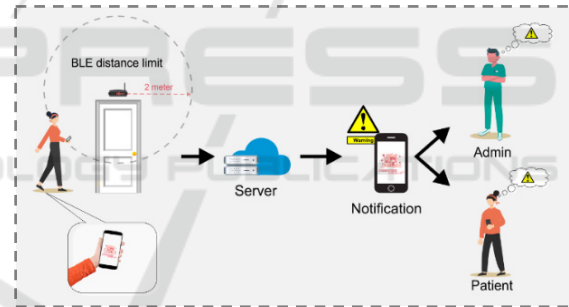 BLE distance limit
2 meter
Server
Warning
Notification
Admin
Patient